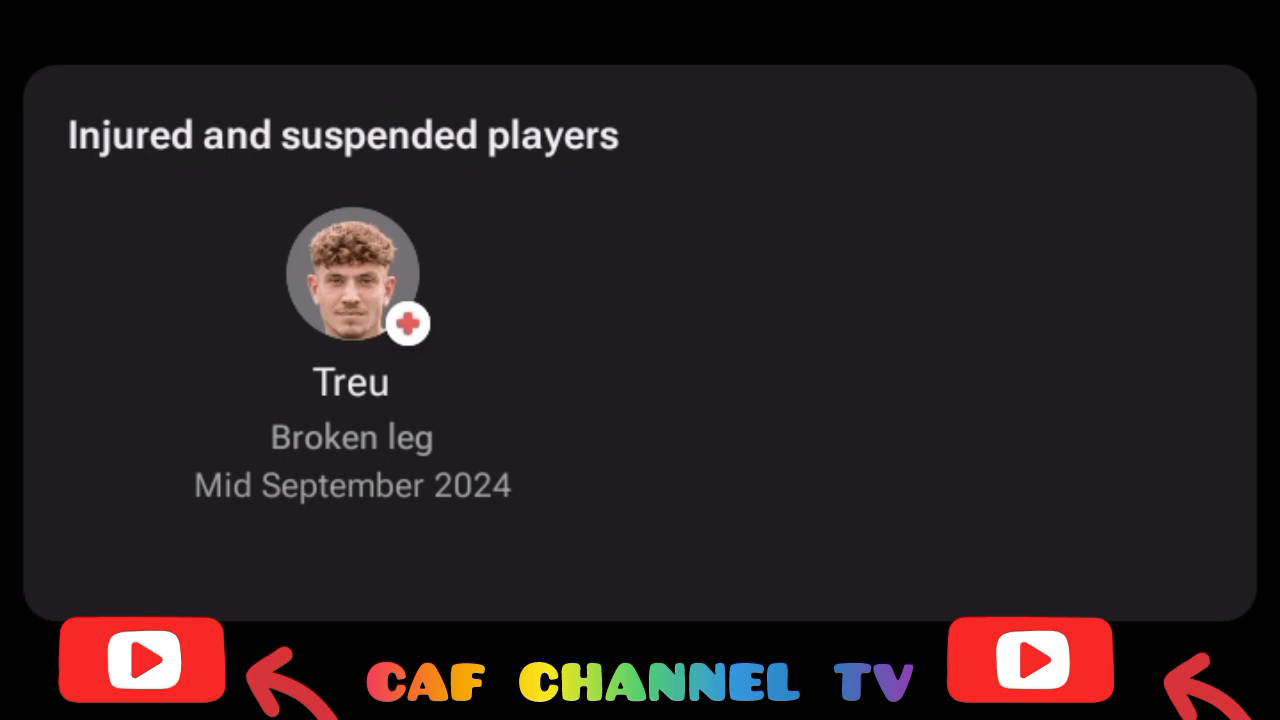 Injured and suspended players
Treu
Broken leg
Mid September 2024
CAF CHANNEL TV